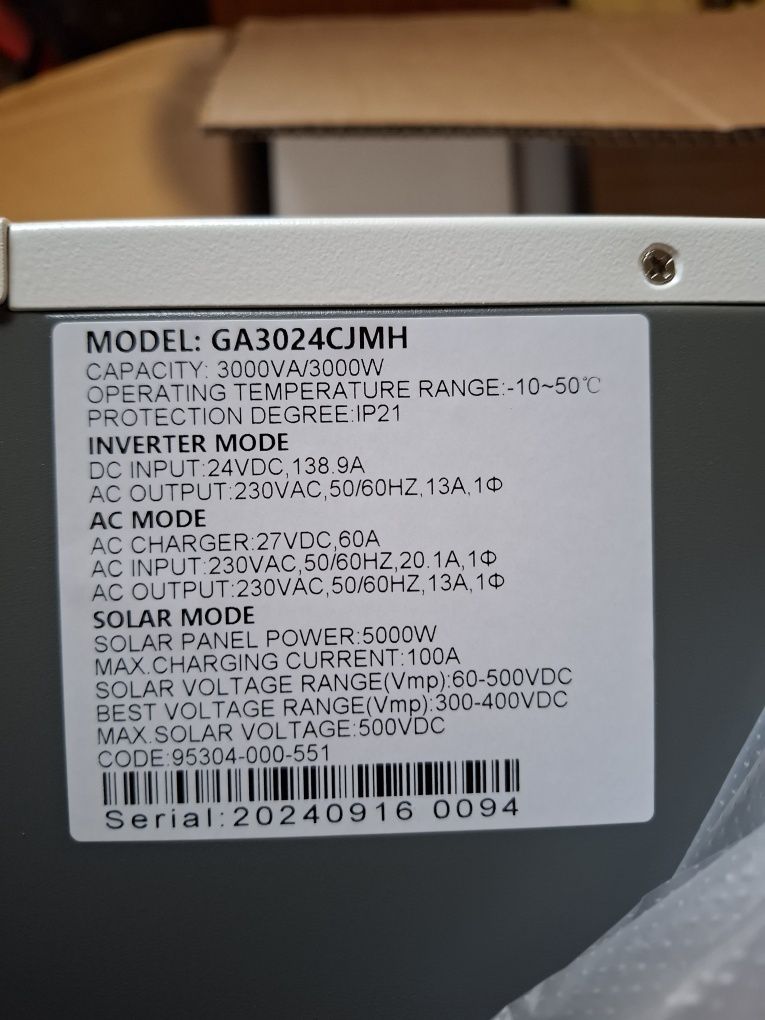 MODEL: GA3024CJMH
CAPACITY: 3000VA/3000W
OPERATING TEMPERATURE RANGE:-10~50℃
PROTECTION DEGREE:IP21
INVERTER MODE
DC INPUT:24VDC,138.9A
AC OUTPUT:230VAC,50/60HZ,13A,1Φ
AC MODE
AC CHARGER:27VDC,60A
AC INPUT:230VAC,50/60HZ,20.1A,1Φ
AC OUTPUT:230VAC,50/60HZ,13A,1Φ
SOLAR MODE
SOLAR PANEL POWER:5000W
MAX.CHARGING CURRENT:100A
SOLAR VOLTAGE RANGE(Vmp):60-500VDC
BEST VOLTAGE RANGE(Vmp):300-400VDC
MAX.SOLAR VOLTAGE:500VDC
CODE:95304-000-551
Serial:20240916 0094